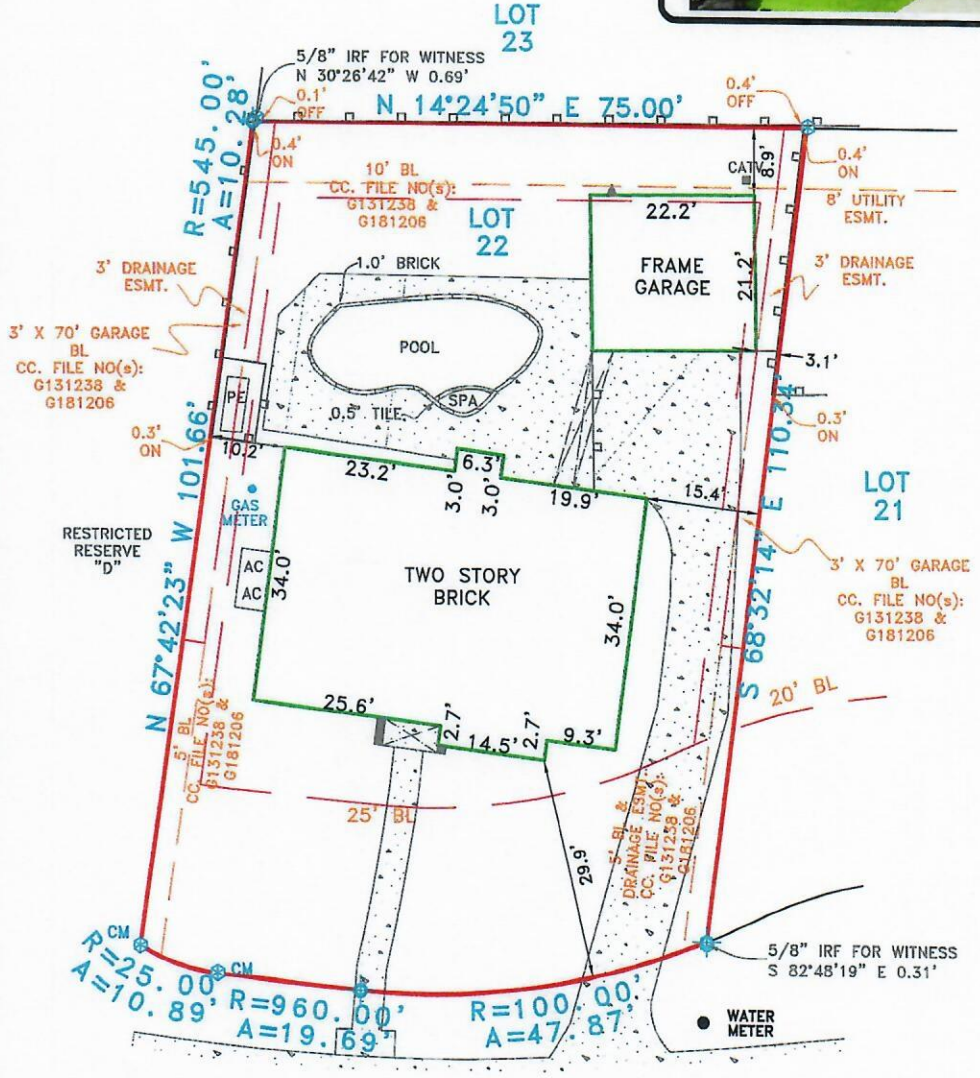 LOT
23
5/8" IRF FOR WITNESS
N 30°26'42" W 0.69'
0.1'
OFF
N 14°24'50" E 75.00'
0.4'
OFF
R=545.00'
A=10.28'
0.4'
ON
10' BL
CC. FILE NO(s):
G131238 &
G181206
CATV
8.9'
0.4'
ON
8' UTILITY
ESMT.
LOT
22
22.2'
FRAME
GARAGE
21.2'
3' DRAINAGE
ESMT.
3' DRAINAGE
ESMT.
1.0' BRICK
POOL
SPA
0.5' TILE
3' X 70' GARAGE
BL
CC. FILE NO(s):
G131238 &
G181206
PE
3.1'
0.3'
ON
0.3'
ON
10.2'
23.2'
6.3'
3.0'
3.0'
19.9'
15.4'
N 67°42'23" W 101.66'
S 68°32'14" E 110.34'
LOT
21
GAS
METER
RESTRICTED
RESERVE
"D"
AC
AC
34.0'
TWO STORY
BRICK
34.0'
3' X 70' GARAGE
BL
CC. FILE NO(s):
G131238 &
G181206
25.6'
2.7'
14.5'
2.7'
9.3'
20' BL
5' BL
CC. FILE NO(s):
G131238 &
G181206
25' BL
29.9'
5' BL &
DRAINAGE ESMT.
CC. FILE NO(s):
G131238 &
G181206
CM
CM
R=25.00'
A=10.89'
R=960.00'
A=19.69'
R=100.00'
A=47.87'
5/8" IRF FOR WITNESS
S 82°48'19" E 0.31'
WATER
METER